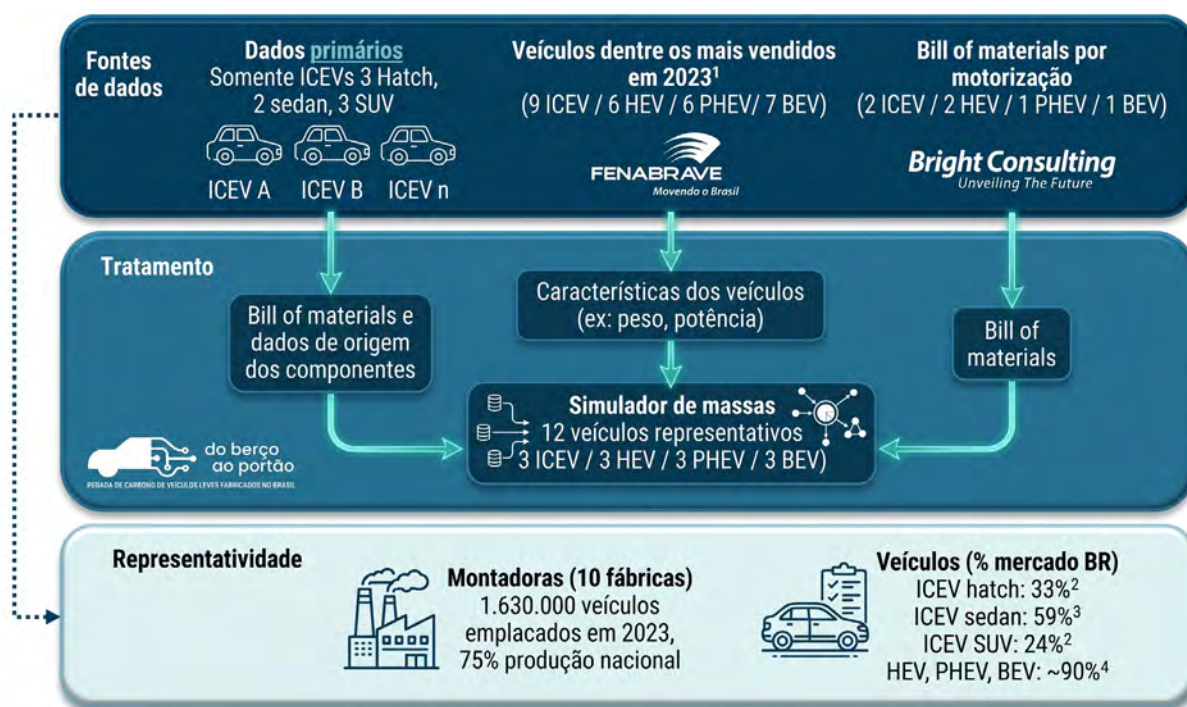 Fontes
de dados
Dados primários
Somente ICEVs 3 Hatch,
2 sedan, 3 SUV
ICEV A
ICEV B
ICEV n
Veículos dentre os mais vendidos
em 2023¹
(9 ICEV / 6 HEV / 6 PHEV/ 7 BEV)
FENABRAVE
Movendo o Brasil
Bill of materials por
motorização
(2 ICEV / 2 HEV / 1 PHEV / 1 BEV)
Bright Consulting
Unveiling The Future
Tratamento
Bill of materials e
dados de origem
dos componentes
Características dos veículos
(ex: peso, potência)
Bill of
materials
Simulador de massas
12 veículos representativos
3 ICEV / 3 HEV / 3 PHEV / 3 BEV)
do berço
ao portão
PEGADA DE CARBONO DE VEÍCULOS LEVES FABRICADOS NO BRASIL
Representatividade
Montadoras (10 fábricas)
1.630.000 veículos
emplacados em 2023,
75% produção nacional
Veículos (% mercado BR)
ICEV hatch: 33%²
ICEV sedan: 59%³
ICEV SUV: 24%²
HEV, PHEV, BEV: ~90%⁴